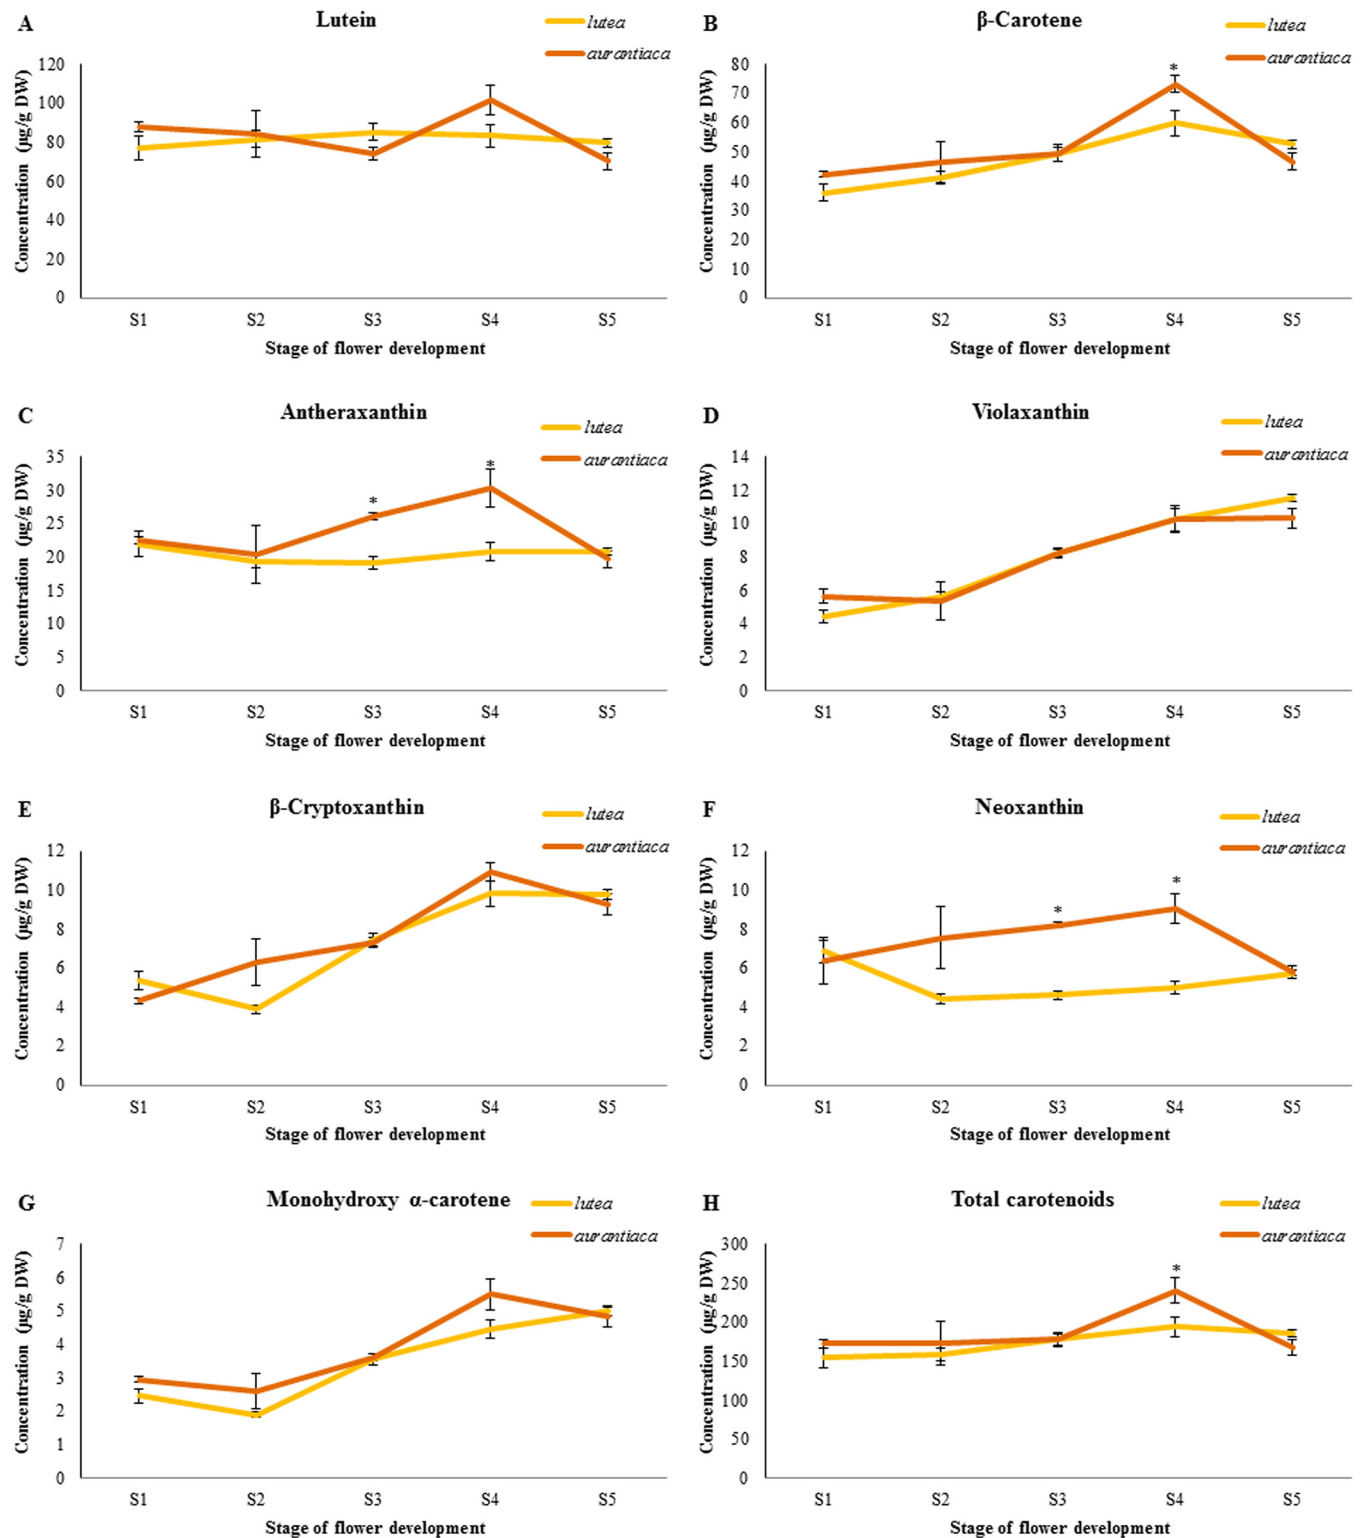 A Lutein lutea
aurantiaca
Concentration (µg/g DW)
120
100
80
60
40
20
0
S1 S2 S3 S4 S5
Stage of flower development
B β-Carotene lutea
aurantiaca
Concentration (µg/g DW)
80
70
60
50
40
30
20
10
0
*
S1 S2 S3 S4 S5
Stage of flower development
C Antheraxanthin lutea
aurantiaca
Concentration (µg/g DW)
35
30
25
20
15
10
5
0
* *
S1 S2 S3 S4 S5
Stage of flower development
D Violaxanthin lutea
aurantiaca
Concentration (µg/g DW)
14
12
10
8
6
4
2
0
S1 S2 S3 S4 S5
Stage of flower development
E β-Cryptoxanthin lutea
aurantiaca
Concentration (µg/g DW)
12
10
8
6
4
2
0
S1 S2 S3 S4 S5
Stage of flower development
F Neoxanthin lutea
aurantiaca
Concentration (µg/g DW)
12
10
8
6
4
2
0
* *
S1 S2 S3 S4 S5
Stage of flower development
G Monohydroxy α-carotene lutea
aurantiaca
Concentration (µg/g DW)
7
6
5
4
3
2
1
0
S1 S2 S3 S4 S5
Stage of flower development
H Total carotenoids lutea
aurantiaca
Concentration (µg/g DW)
300
250
200
150
100
50
0
*
S1 S2 S3 S4 S5
Stage of flower development